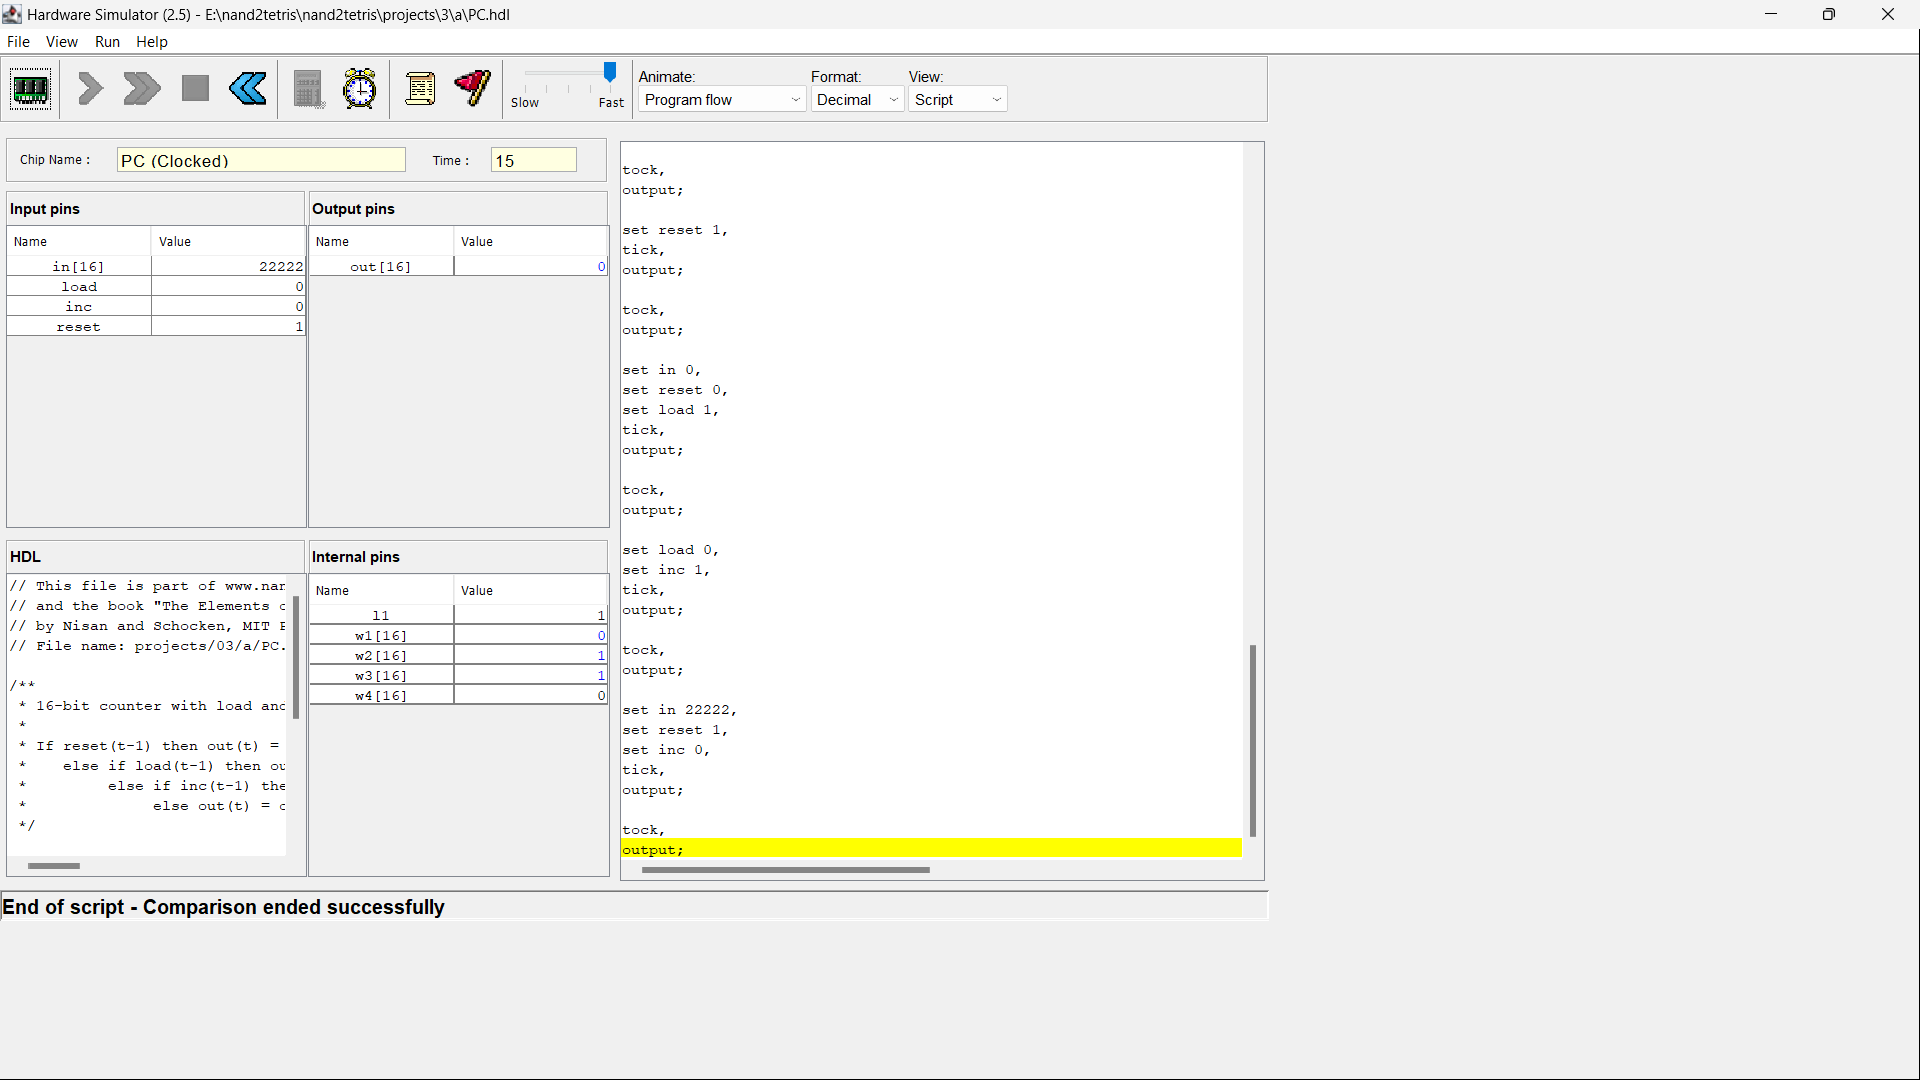 Hardware Simulator (2.5) - E:\nand2tetris\nand2tetris\projects\3\a\PC.hdl
File View Run Help
Slow Fast
Animate: Format: View:
Program flow Decimal Script
Chip Name : PC (Clocked) Time : 15
Input pins
Name Value
in[16] 22222
load 0
inc 0
reset 1
Output pins
Name Value
out[16] 0
HDL
// This file is part of www.nan
// and the book "The Elements o
// by Nisan and Schocken, MIT P
// File name: projects/03/a/PC.
/**
* 16-bit counter with load and
*
* If reset(t-1) then out(t) =
* else if load(t-1) then ou
* else if inc(t-1) the
* else out(t) = o
*/
Internal pins
Name Value
l1 1
w1[16] 0
w2[16] 1
w3[16] 1
w4[16] 0
tock,
output;
set reset 1,
tick,
output;
tock,
output;
set in 0,
set reset 0,
set load 1,
tick,
output;
tock,
output;
set load 0,
set inc 1,
tick,
output;
tock,
output;
set in 22222,
set reset 1,
set inc 0,
tick,
output;
tock,
output;
End of script - Comparison ended successfully